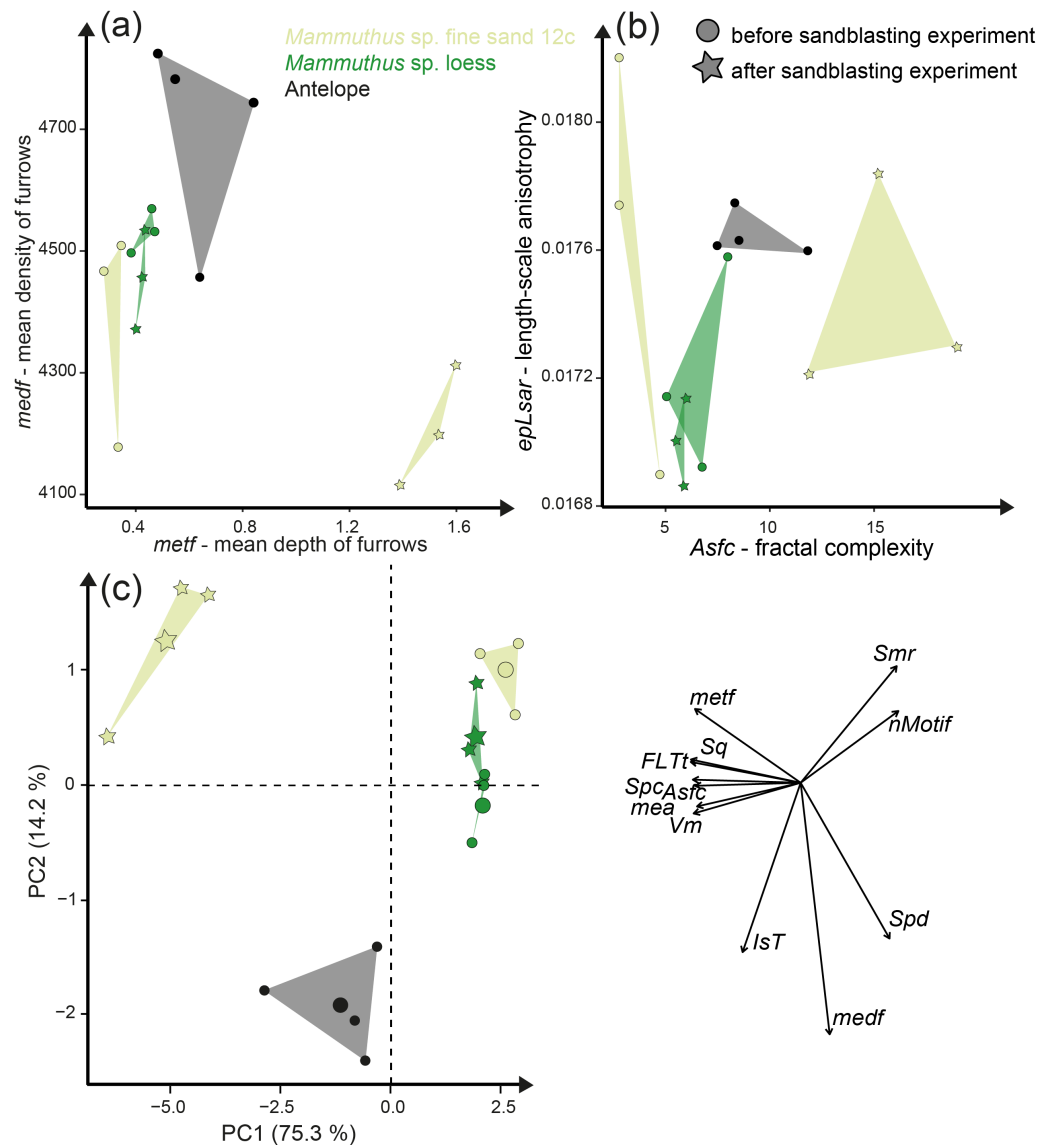 (a)
Mammuthus sp. fine sand 12c
Mammuthus sp. loess
Antelope
4700
4500
4300
4100
medf - mean density of furrows
0.4
0.8
1.2
1.6
metf - mean depth of furrows
(b)
before sandblasting experiment
after sandblasting experiment
0.0180
0.0176
0.0172
0.0168
epLsar - length-scale anisotrophy
5
10
15
Asfc - fractal complexity
(c)
1
0
−1
−2
PC2 (14.2 %)
−5.0
−2.5
0.0
2.5
PC1 (75.3 %)
Smr
metf
nMotif
Sq
FLTt
Spc
Asfc
mea
Vm
Spd
IsT
medf